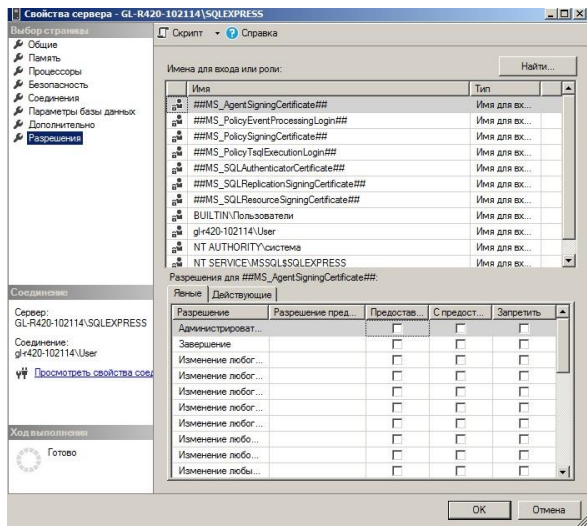 Свойства сервера - GL-R420-102114\SQLEXPRESS
Выбор страницы
Общие
Память
Процессоры
Безопасность
Соединения
Параметры базы данных
Дополнительно
Разрешения
Скрипт
Справка
Имена для входа или роли:
Найти...
Имя Тип
##MS_AgentSigningCertificate## Имя для вх...
##MS_PolicyEventProcessingLogin## Имя для вх...
##MS_PolicySigningCertificate## Имя для вх...
##MS_PolicyTsqlExecutionLogin## Имя для вх...
##MS_SQLAuthenticatorCertificate## Имя для вх...
##MS_SQLReplicationSigningCertificate## Имя для вх...
##MS_SQLResourceSigningCertificate## Имя для вх...
BUILTIN\Пользователи Имя для вх...
gl-r420-102114\User Имя для вх...
NT AUTHORITY\система Имя для вх...
NT SERVICE\MSSQL$SQLEXPRESS Имя для вх...
Разрешения для ##MS_AgentSigningCertificate##:
Явные Действующие
Разрешение Разрешение пред... Предостав... С предост... Запретить
Администрироват...
Завершение
Изменение любог...
Изменение любог...
Изменение любог...
Изменение любог...
Изменение любо...
Изменение любо...
Изменение любы...
Соединение
Сервер:
GL-R420-102114\SQLEXPRESS
Соединение:
gl-r420-102114\User
Просмотреть свойства соед
Ход выполнения
Готово
OK Отмена